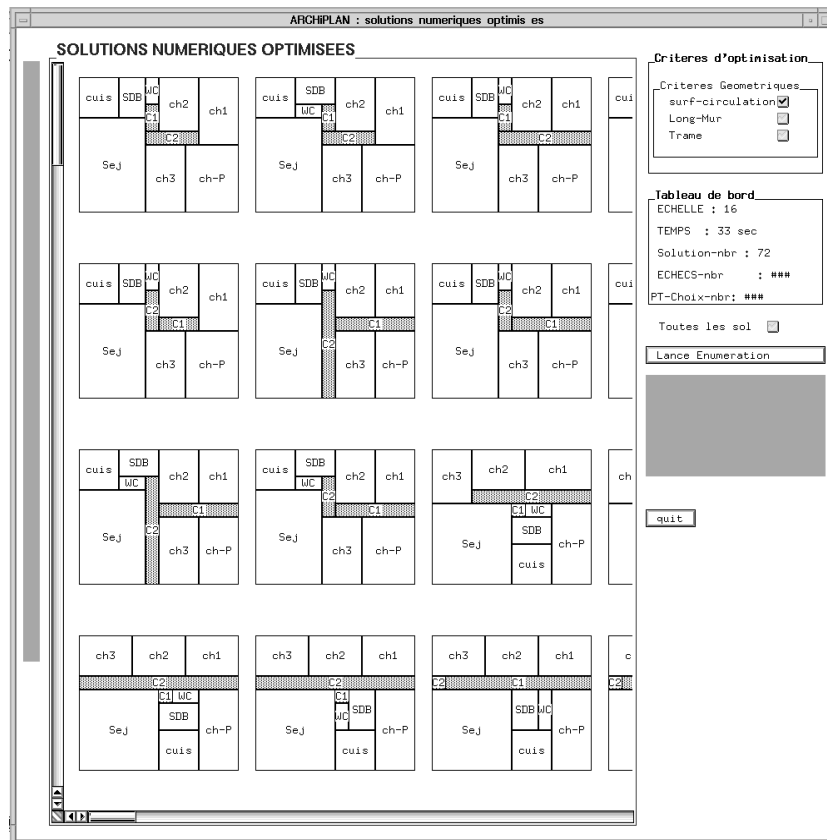 ARCHiPLAN : solutions numeriques optimis es
SOLUTIONS NUMERIQUES OPTIMISEES
cuis SDB WC ch2 ch1
C1
C2
Sej ch3 ch-P
cuis SDB ch2 ch1
WC C1
C2
Sej ch3 ch-P
cuis SDB WC ch2 ch1
C1
C2
Sej ch3 ch-P
cui
cuis SDB WC ch2 ch1
C2
C1
Sej ch3 ch-P
cuis SDB WC ch2 ch1
C1
C2
Sej ch3 ch-P
cuis SDB WC ch2 ch1
C2
C1
Sej ch3 ch-P
cui
cuis SDB ch2 ch1
WC
C1
C2
Sej ch3 ch-P
cuis SDB ch2 ch1
WC C2
C1
Sej ch3 ch-P
ch3 ch2 ch1
C2
C1 WC
SDB
Sej ch-P
cuis
ch
ch3 ch2 ch1
C2
C1 WC
SDB
Sej ch-P
cuis
ch3 ch2 ch1
C2
C1
WC SDB
Sej ch-P
cuis
ch3 ch2 ch1
C2 C1
SDB WC
Sej ch-P
cuis
c
C2
Criteres d'optimisation
Criteres Geometriques
surf-circulation
Long-Mur
Trame
Tableau de bord
ECHELLE : 16
TEMPS : 33 sec
Solution-nbr : 72
ECHECS-nbr : ###
PT-Choix-nbr: ###
Toutes les sol
Lance Enumeration
quit